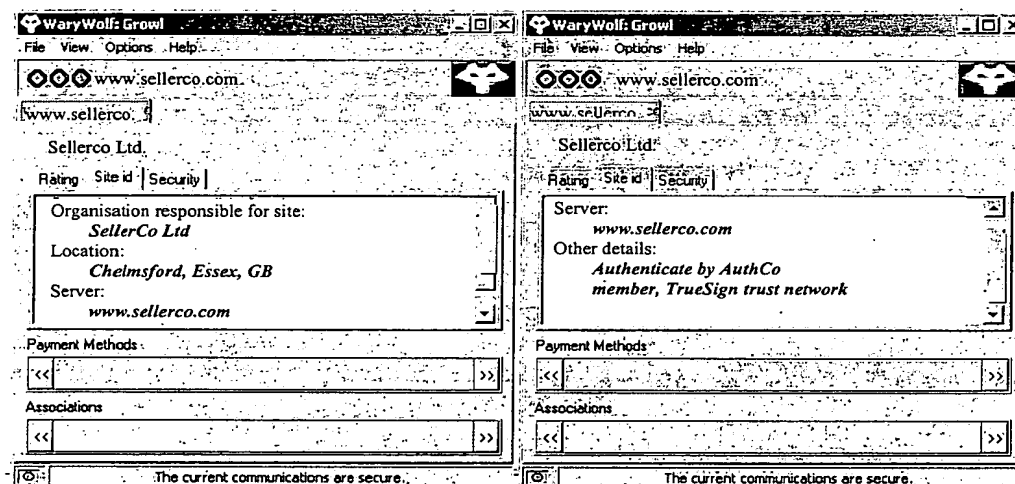 WaryWolf: Growl
File View Options Help
www.sellerco.com
www.sellerco.
Sellerco Ltd.
Rating Site id Security
Organisation responsible for site:
SellerCo Ltd
Location:
Chelmsford, Essex, GB
Server:
www.sellerco.com
Payment Methods
<< >>
Associations
<< >>
The current communications are secure.
WaryWolf: Growl
File View Options Help
www.sellerco.com
www.sellerco.
Sellerco Ltd.
Rating Site id Security
Server:
www.sellerco.com
Other details:
Authenticate by AuthCo
member, TrueSign trust network
Payment Methods
<< >>
Associations
<< >>
The current communications are secure.